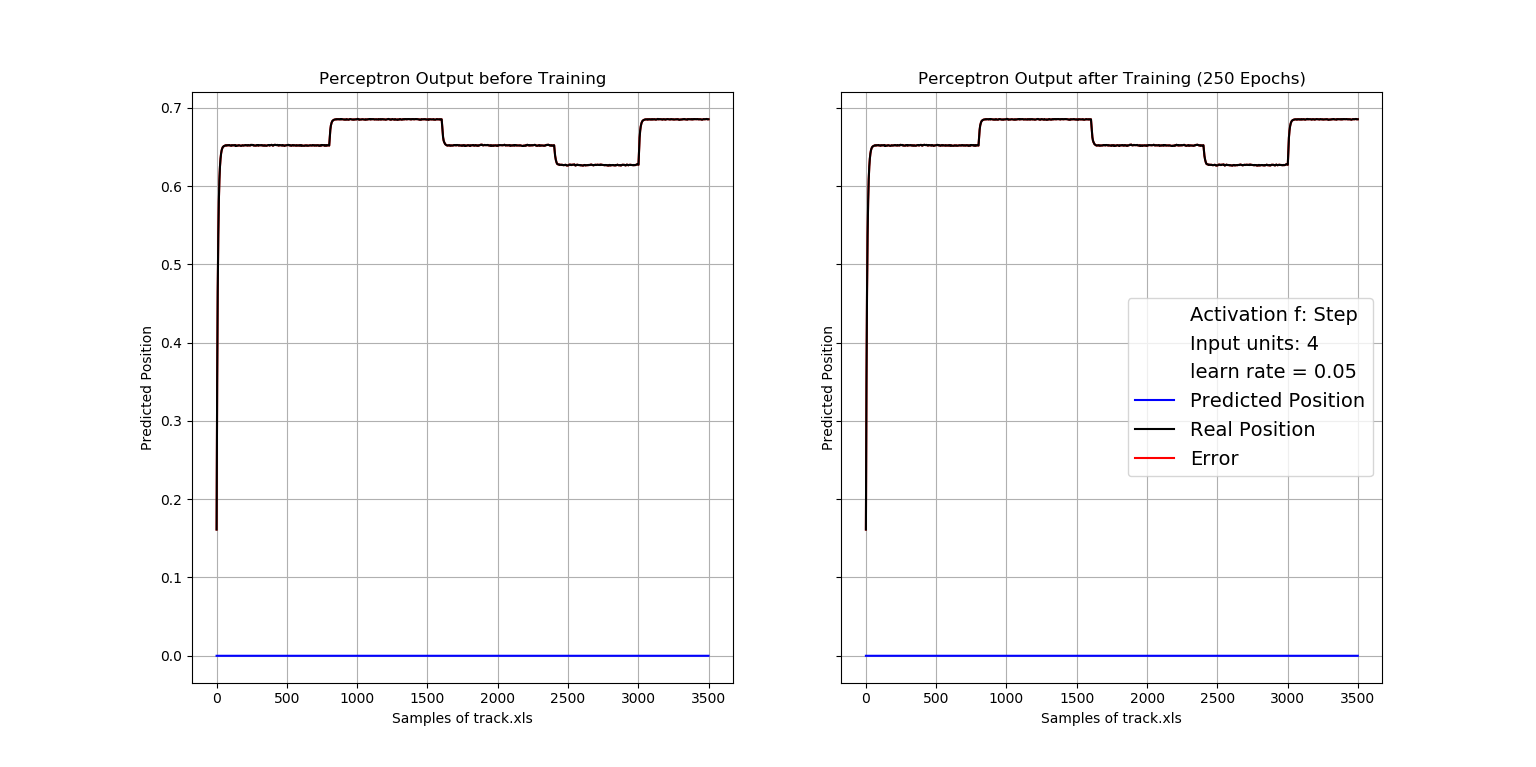 Perceptron Output before Training
0.7
0.6
0.5
0.4
0.3
0.2
0.1
0.0
Predicted Position
0 500 1000 1500 2000 2500 3000 3500
Samples of track.xls
Perceptron Output after Training (250 Epochs)
Predicted Position
Activation f: Step
Input units: 4
learn rate = 0.05
Predicted Position
Real Position
Error
0 500 1000 1500 2000 2500 3000 3500
Samples of track.xls